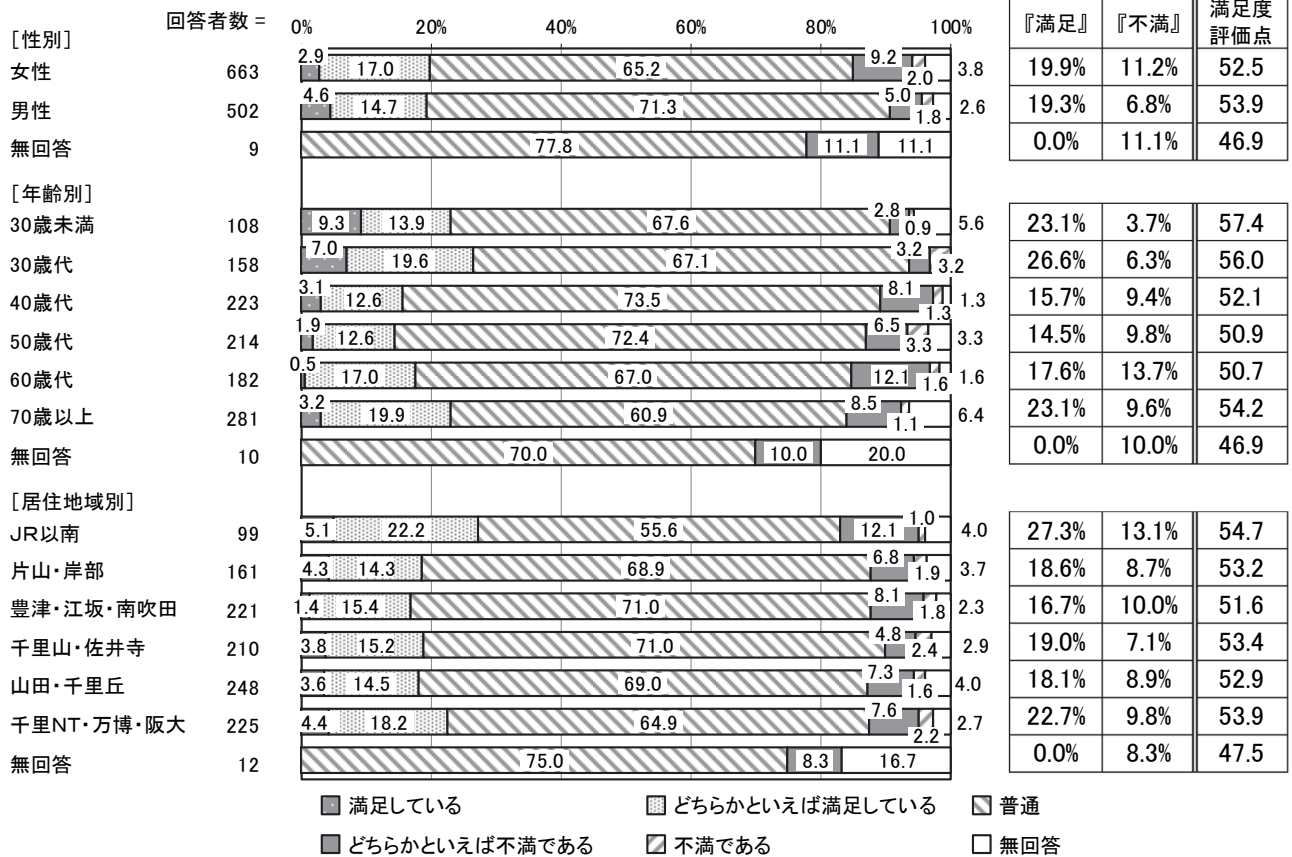 回答者数 = 0% 20% 40% 60% 80% 100% 『満足』 『不満』 満足度評価点
[性別]
女性 663 2.9 17.0 65.2 9.2 2.0 3.8 19.9% 11.2% 52.5
男性 502 4.6 14.7 71.3 5.0 1.8 2.6 19.3% 6.8% 53.9
無回答 9 77.8 11.1 11.1 0.0% 11.1% 46.9
[年齢別]
30歳未満 108 9.3 13.9 67.6 2.8 0.9 5.6 23.1% 3.7% 57.4
30歳代 158 7.0 19.6 67.1 3.2 3.2 26.6% 6.3% 56.0
40歳代 223 3.1 12.6 73.5 8.1 1.3 1.3 15.7% 9.4% 52.1
50歳代 214 1.9 12.6 72.4 6.5 3.3 3.3 14.5% 9.8% 50.9
60歳代 182 0.5 17.0 67.0 12.1 1.6 1.6 17.6% 13.7% 50.7
70歳以上 281 3.2 19.9 60.9 8.5 1.1 6.4 23.1% 9.6% 54.2
無回答 10 70.0 10.0 20.0 0.0% 10.0% 46.9
[居住地域別]
JR以南 99 5.1 22.2 55.6 12.1 1.0 4.0 27.3% 13.1% 54.7
片山・岸部 161 4.3 14.3 68.9 6.8 1.9 3.7 18.6% 8.7% 53.2
豊津・江坂・南吹田 221 1.4 15.4 71.0 8.1 1.8 2.3 16.7% 10.0% 51.6
千里山・佐井寺 210 3.8 15.2 71.0 4.8 2.4 2.9 19.0% 7.1% 53.4
山田・千里丘 248 3.6 14.5 69.0 7.3 1.6 4.0 18.1% 8.9% 52.9
千里NT・万博・阪大 225 4.4 18.2 64.9 7.6 2.2 2.7 22.7% 9.8% 53.9
無回答 12 75.0 8.3 16.7 0.0% 8.3% 47.5
満足している どちらかといえば満足している 普通
どちらかといえば不満である 不満である 無回答